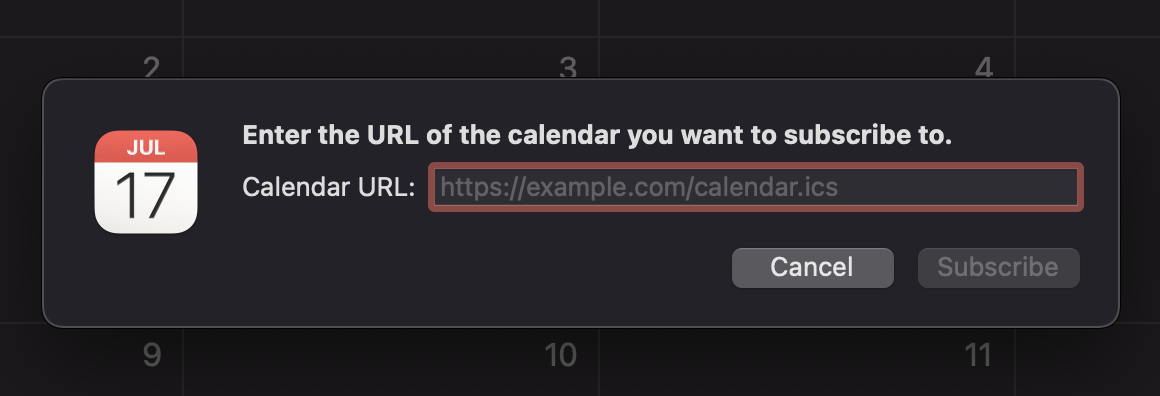 2 3 4
JUL
17
Enter the URL of the calendar you want to subscribe to.
Calendar URL: https://example.com/calendar.ics
Cancel Subscribe
9 10 11